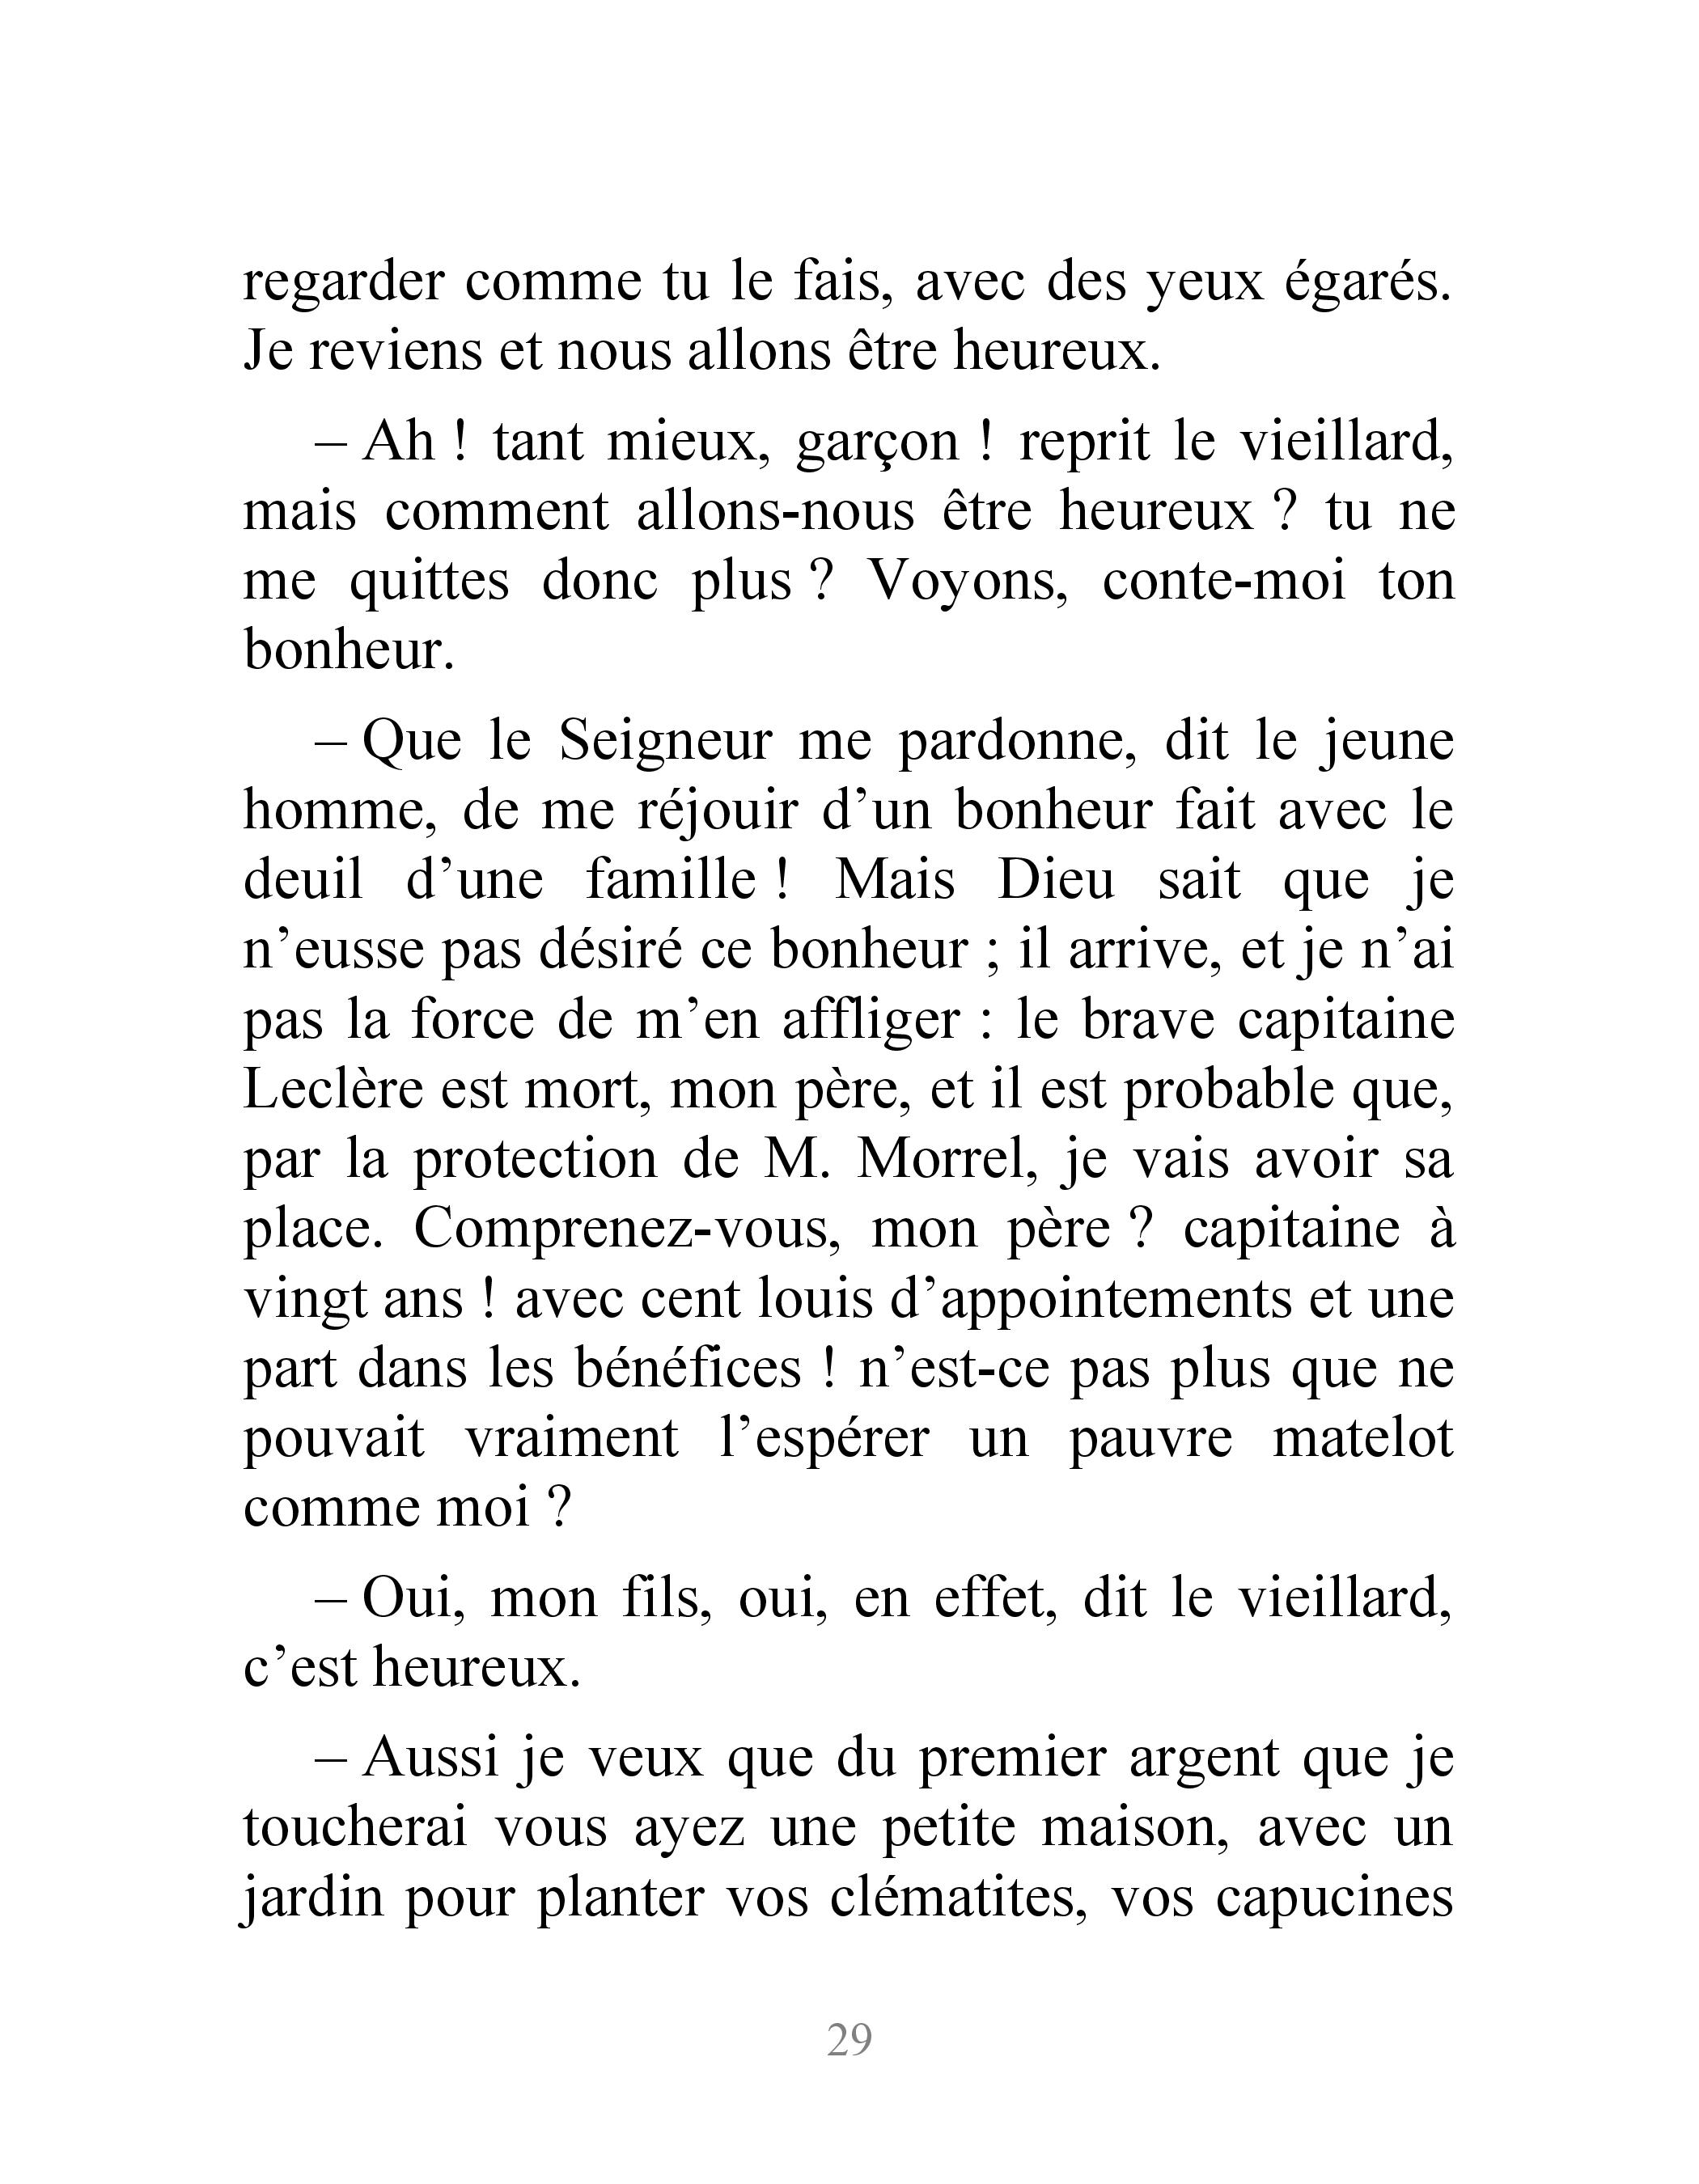 regarder comme tu le fais, avec des yeux égarés.
Je reviens et nous allons être heureux.
– Ah ! tant mieux, garçon ! reprit le vieillard,
mais comment allons-nous être heureux ? tu ne
me quittes donc plus ? Voyons, conte-moi ton
bonheur.
– Que le Seigneur me pardonne, dit le jeune
homme, de me réjouir d’un bonheur fait avec le
deuil d’une famille ! Mais Dieu sait que je
n’eusse pas désiré ce bonheur ; il arrive, et je n’ai
pas la force de m’en affliger : le brave capitaine
Leclère est mort, mon père, et il est probable que,
par la protection de M. Morrel, je vais avoir sa
place. Comprenez-vous, mon père ? capitaine à
vingt ans ! avec cent louis d’appointements et une
part dans les bénéfices ! n’est-ce pas plus que ne
pouvait vraiment l’espérer un pauvre matelot
comme moi ?
– Oui, mon fils, oui, en effet, dit le vieillard,
c’est heureux.
– Aussi je veux que du premier argent que je
toucherai vous ayez une petite maison, avec un
jardin pour planter vos clématites, vos capucines
29